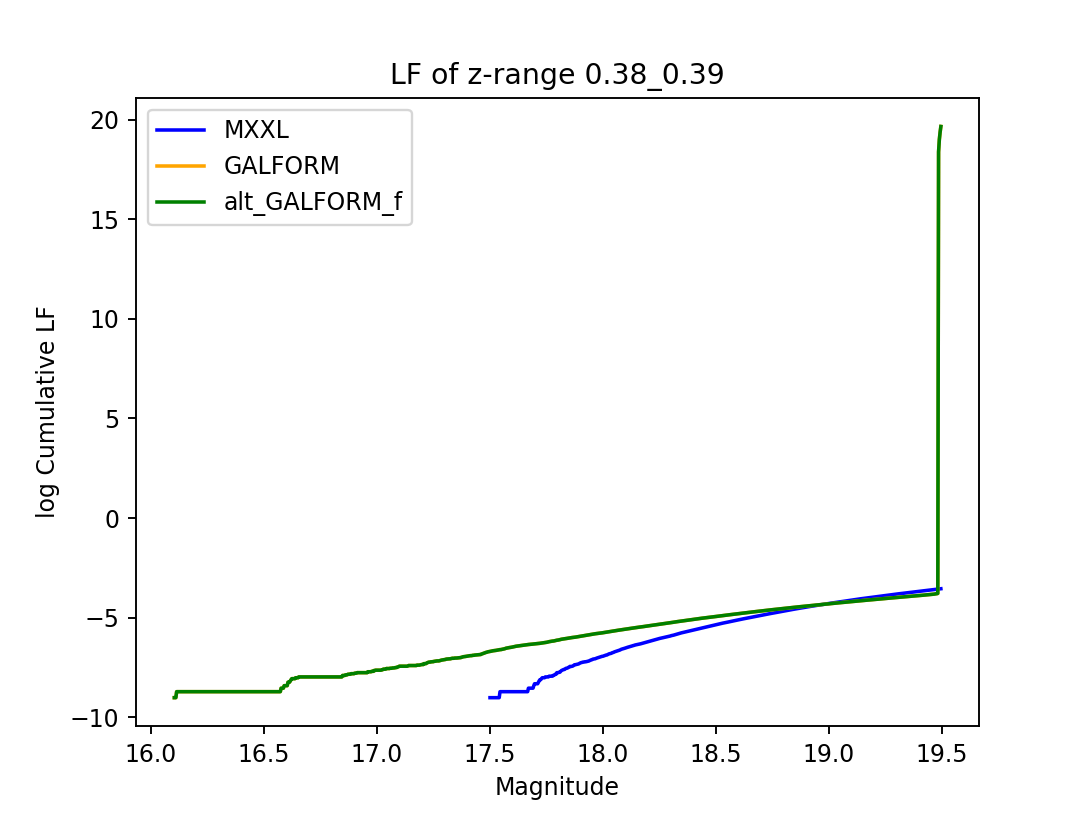 LF of z-range 0.38_0.39
MXXL
GALFORM
alt_GALFORM_f
20
15
10
5
0
−5
−10
log Cumulative LF
16.0 16.5 17.0 17.5 18.0 18.5 19.0 19.5
Magnitude